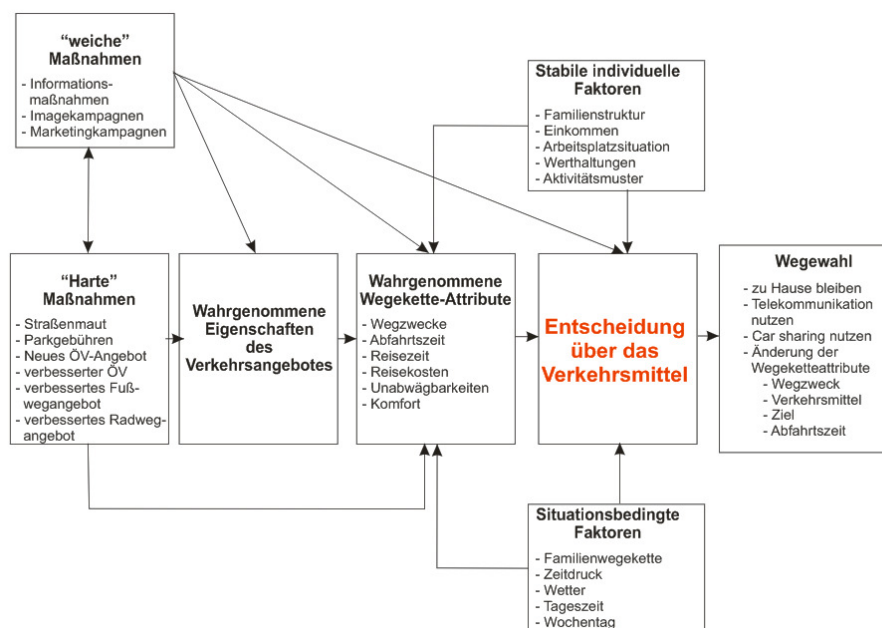 “weiche”
Maßnahmen
- Informations-
maßnahmen
- Imagekampagnen
- Marketingkampagnen
Stabile individuelle
Faktoren
- Familienstruktur
- Einkommen
- Arbeitsplatzsituation
- Werthaltungen
- Aktivitätsmuster
“Harte”
Maßnahmen
- Straßenmaut
- Parkgebühren
- Neues ÖV-Angebot
- verbesserter ÖV
- verbessertes Fuß-
wegangebot
- verbessertes Radweg-
angebot
Wahrgenommene
Eigenschaften
des
Verkehrsangebotes
Wahrgenommene
Wegekette-Attribute
- Wegzwecke
- Abfahrtszeit
- Reisezeit
- Reisekosten
- Unabwägbarkeiten
- Komfort
Entscheidung
über das
Verkehrsmittel
Wegewahl
- zu Hause bleiben
- Telekommunikation
nutzen
- Car sharing nutzen
- Änderung der
Wegeketteattribute
- Wegzweck
- Verkehrsmittel
- Ziel
- Abfahrtszeit
Situationsbedingte
Faktoren
- Familienwegekette
- Zeitdruck
- Wetter
- Tageszeit
- Wochentag